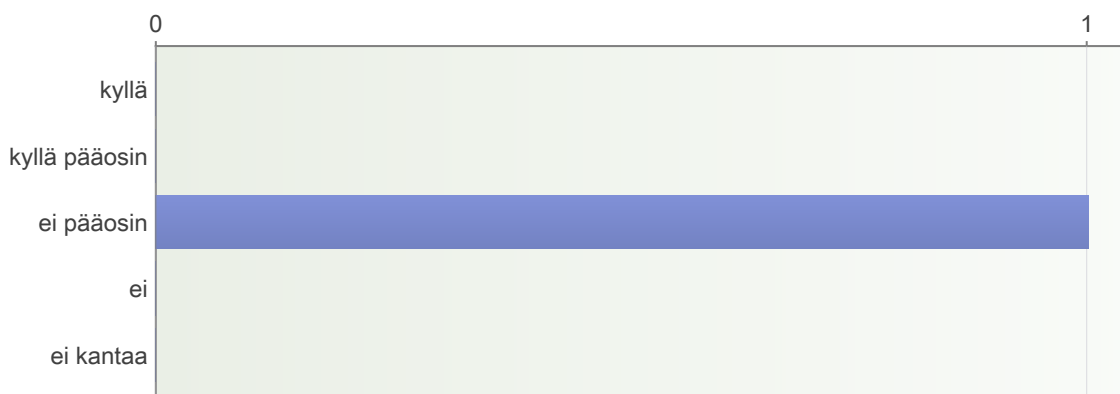 0 1
kyllä
kyllä pääosin
ei pääosin
ei
ei kantaa